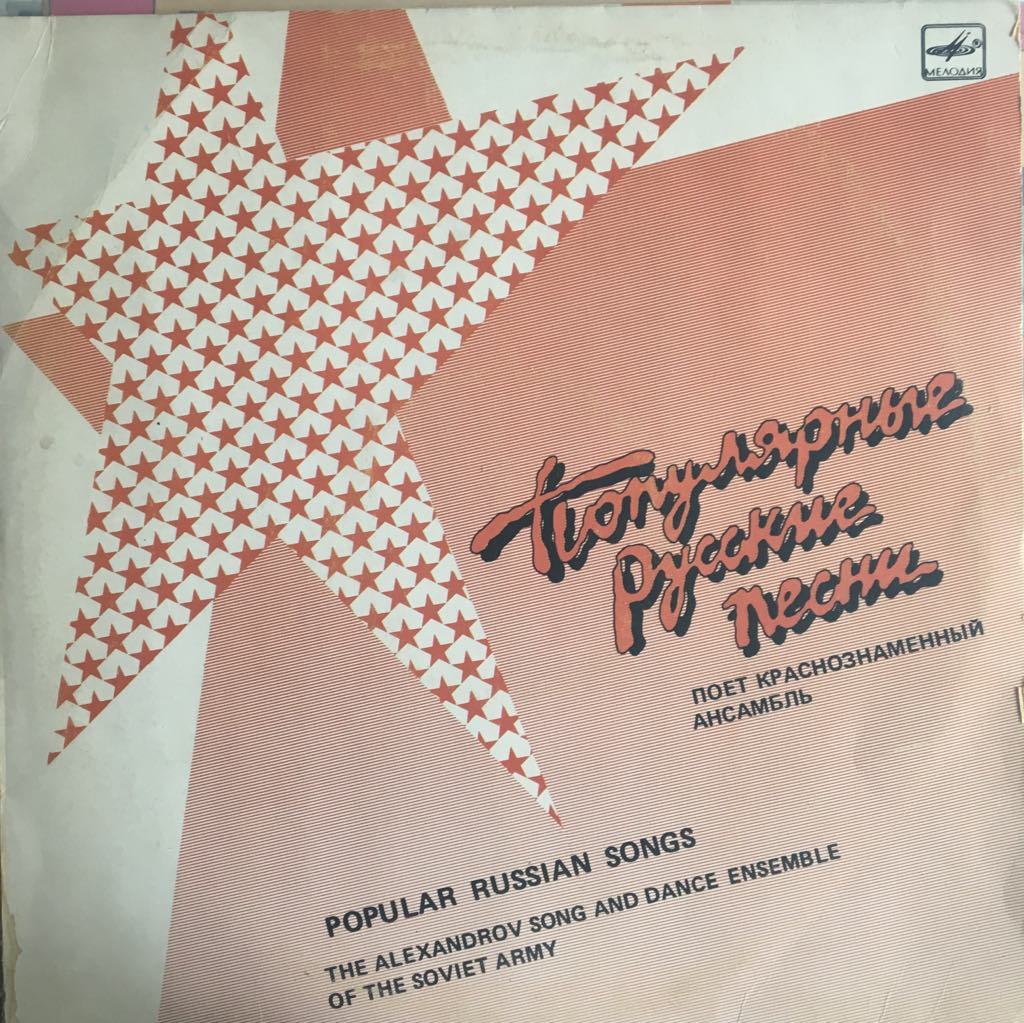 МЕЛОДИЯ
Популярные
русские
песни
ПОЕТ КРАСНОЗНАМЕННЫЙ
АНСАМБЛЬ
POPULAR RUSSIAN SONGS
THE ALEXANDROV SONG AND DANCE ENSEMBLE
OF THE SOVIET ARMY